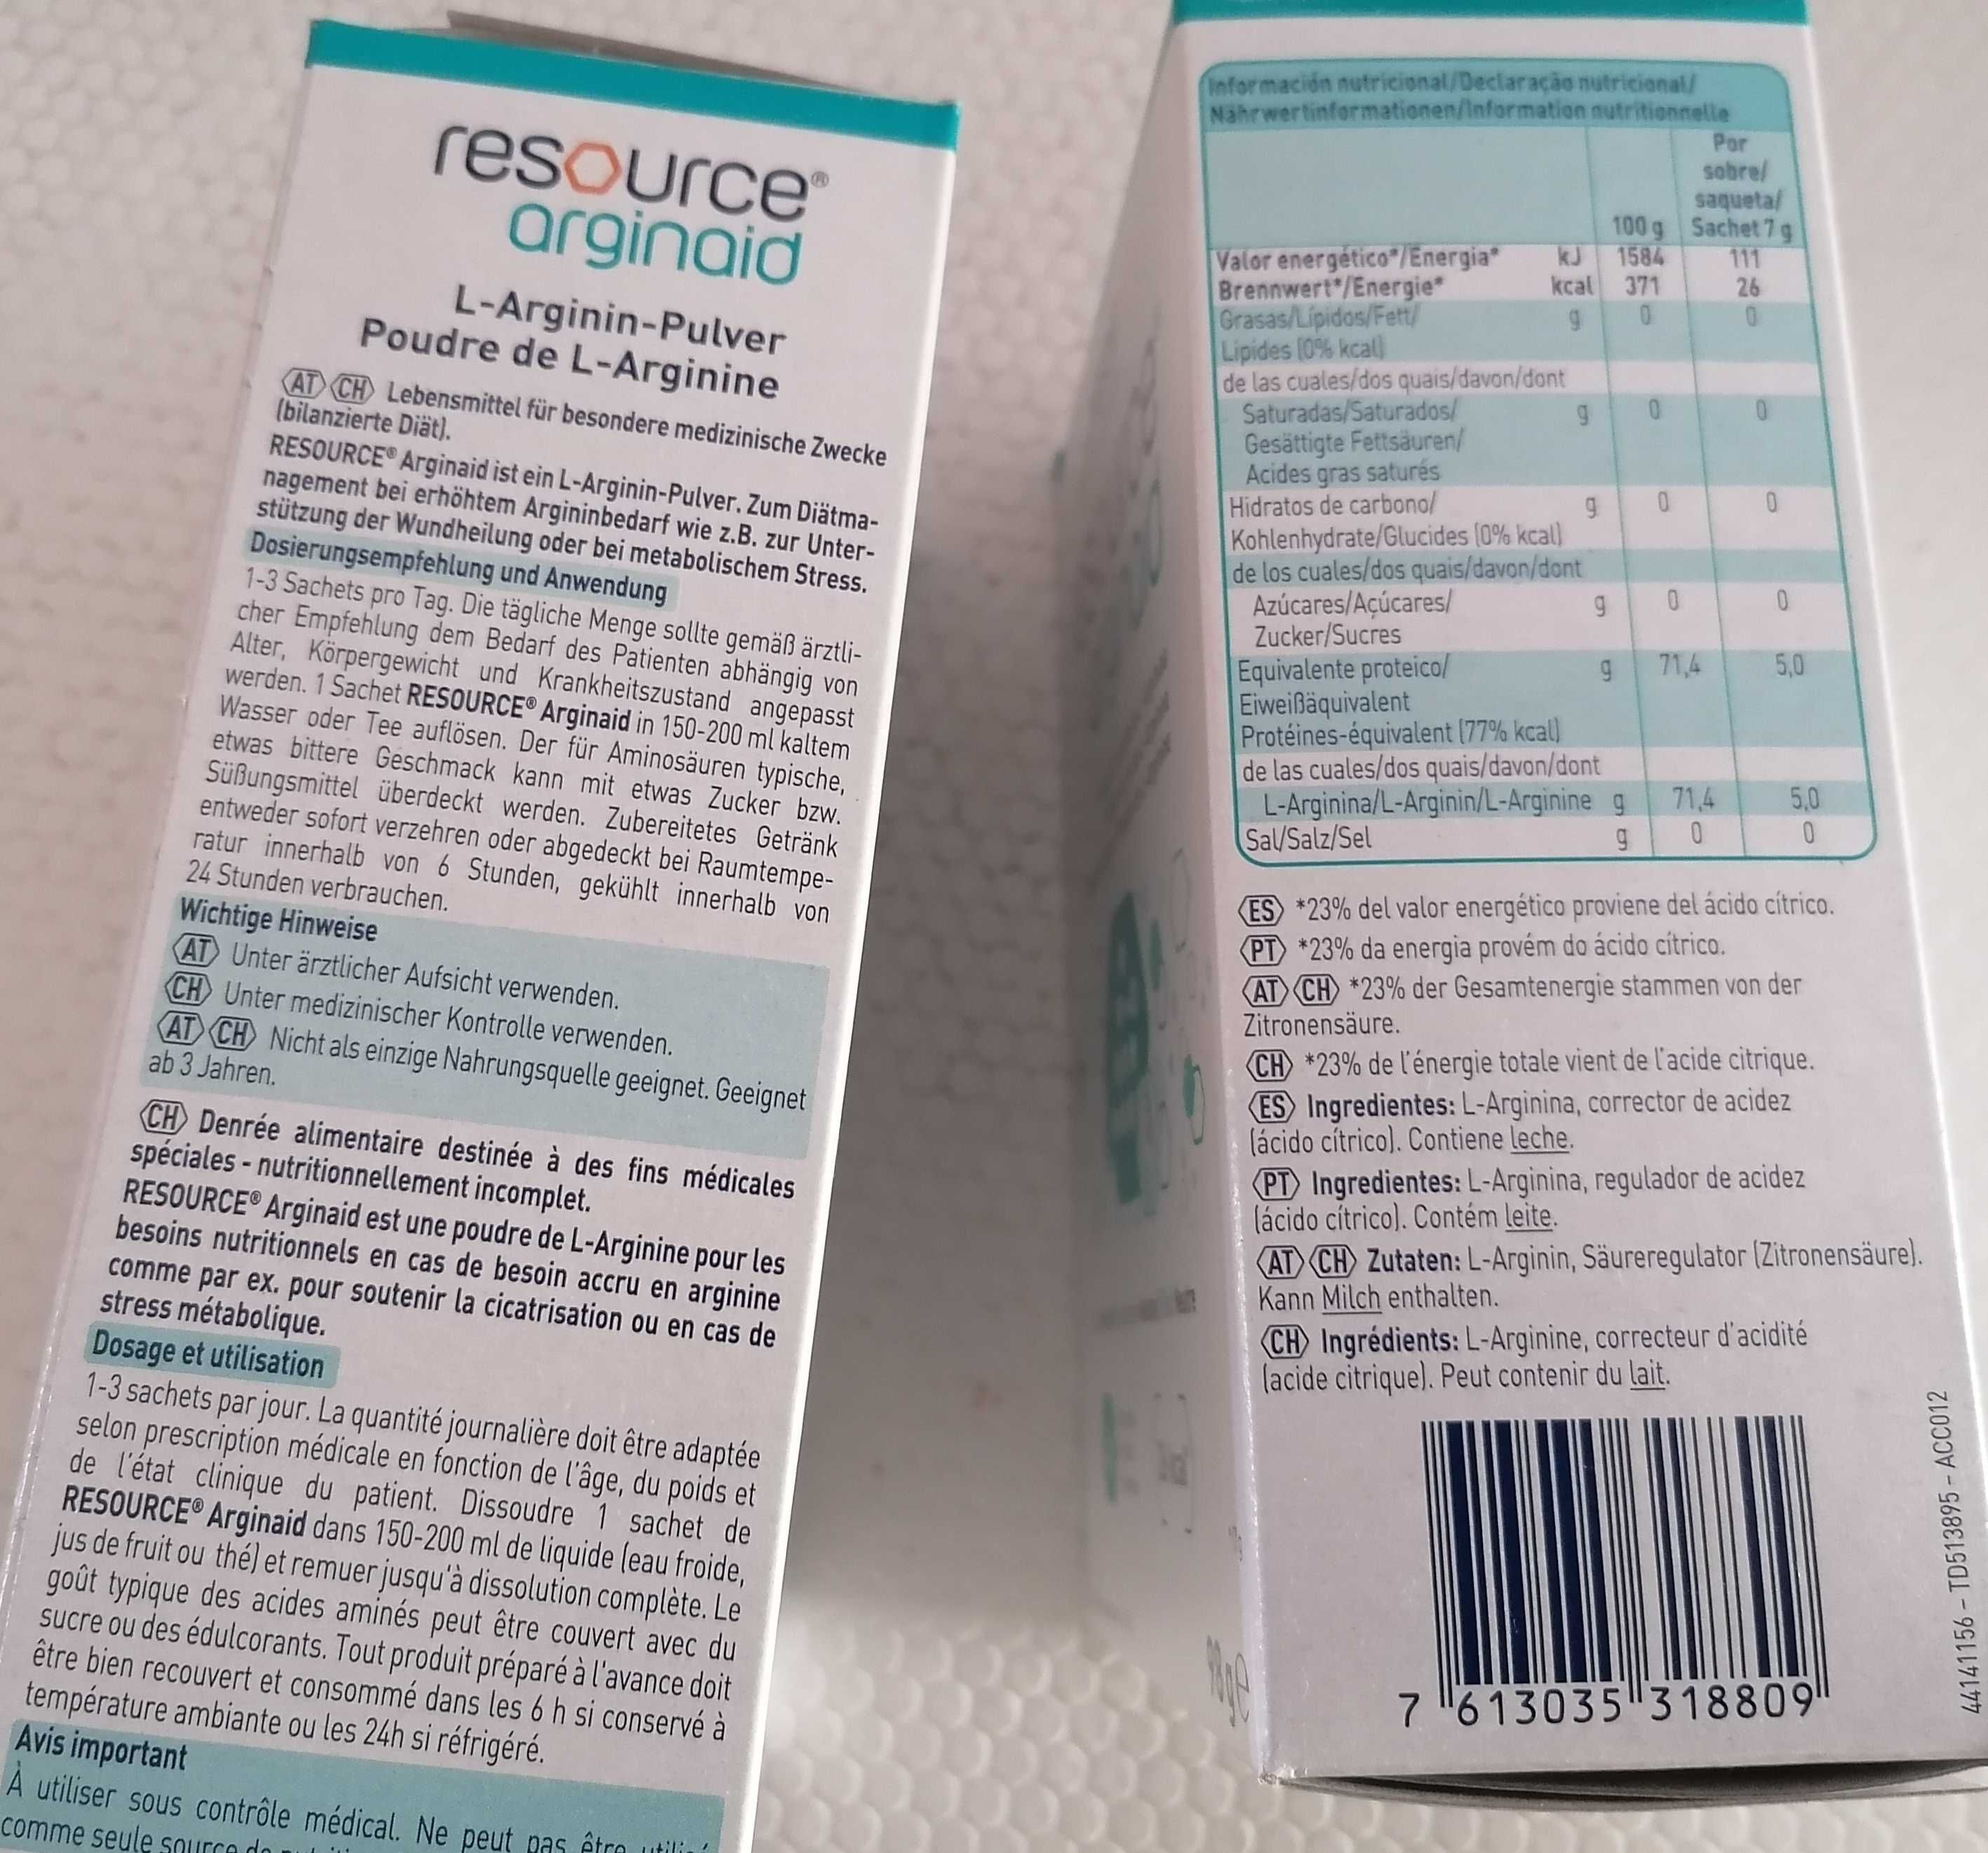 resource®
arginaid
L-Arginin-Pulver
Poudre de L-Arginine
AT CH Lebensmittel für besondere medizinische Zwecke
(bilanzierte Diät).
RESOURCE® Arginaid ist ein L-Arginin-Pulver. Zum Diätma-
nagement bei erhöhtem Argininbedarf wie z.B. zur Unter-
stützung der Wundheilung oder bei metabolischem Stress.
Dosierungsempfehlung und Anwendung
1-3 Sachets pro Tag. Die tägliche Menge sollte gemäß ärztli-
cher Empfehlung dem Bedarf des Patienten abhängig von
Alter, Körpergewicht und Krankheitszustand angepasst
werden. 1 Sachet RESOURCE® Arginaid in 150-200 ml kaltem
Wasser oder Tee auflösen. Der für Aminosäuren typische,
etwas bittere Geschmack kann mit etwas Zucker bzw.
Süßungsmittel überdeckt werden. Zubereitetes Getränk
entweder sofort verzehren oder abgedeckt bei Raumtempe-
ratur innerhalb von 6 Stunden, gekühlt innerhalb von
24 Stunden verbrauchen.
Wichtige Hinweise
AT Unter ärztlicher Aufsicht verwenden.
CH Unter medizinischer Kontrolle verwenden.
AT CH Nicht als einzige Nahrungsquelle geeignet. Geeignet
ab 3 Jahren.
CH Denrée alimentaire destinée à des fins médicales
spéciales - nutritionnellement incomplet.
RESOURCE® Arginaid est une poudre de L-Arginine pour les
besoins nutritionnels en cas de besoin accru en arginine
comme par ex. pour soutenir la cicatrisation ou en cas de
stress métabolique.
Dosage et utilisation
1-3 sachets par jour. La quantité journalière doit être adaptée
selon prescription médicale en fonction de l'âge, du poids et
de l'état clinique du patient. Dissoudre 1 sachet de
RESOURCE® Arginaid dans 150-200 ml de liquide (eau froide,
jus de fruit ou thé) et remuer jusqu'à dissolution complète. Le
goût typique des acides aminés peut être couvert avec du
sucre ou des édulcorants. Tout produit préparé à l'avance doit
être bien recouvert et consommé dans les 6 h si conservé à
température ambiante ou les 24h si réfrigéré.
Avis important
À utiliser sous contrôle médical. Ne peut pas être
comme seule source
Información nutricional/Declaração nutricional/
Nährwertinformationen/Information nutritionnelle
100 g Por sobre/ saqueta/ Sachet 7 g
Valor energético*/Energia* kJ 1584 111
Brennwert*/Energie* kcal 371 26
Grasas/Lípidos/Fett/ g 0 0
Lipides (0% kcal)
de las cuales/dos quais/davon/dont
Saturadas/Saturados/ g 0 0
Gesättigte Fettsäuren/
Acides gras saturés
Hidratos de carbono/ g 0 0
Kohlenhydrate/Glucides (0% kcal)
de los cuales/dos quais/davon/dont
Azúcares/Açúcares/ g 0 0
Zucker/Sucres
Equivalente proteico/ g 71,4 5,0
Eiweißäquivalent
Protéines-équivalent (77% kcal)
de las cuales/dos quais/davon/dont
L-Arginina/L-Arginin/L-Arginine g 71,4 5,0
Sal/Salz/Sel g 0 0
ES *23% del valor energético proviene del ácido cítrico.
PT *23% da energia provém do ácido cítrico.
AT CH *23% der Gesamtenergie stammen von der
Zitronensäure.
CH *23% de l'énergie totale vient de l'acide citrique.
ES Ingredientes: L-Arginina, corrector de acidez
(ácido cítrico). Contiene leche.
PT Ingredientes: L-Arginina, regulador de acidez
(ácido cítrico). Contém leite.
AT CH Zutaten: L-Arginin, Säureregulator (Zitronensäure).
Kann Milch enthalten.
CH Ingrédients: L-Arginine, correcteur d'acidité
(acide citrique). Peut contenir du lait.
7 613035 318809
44141156 - TD513895 - ACC012
98g e